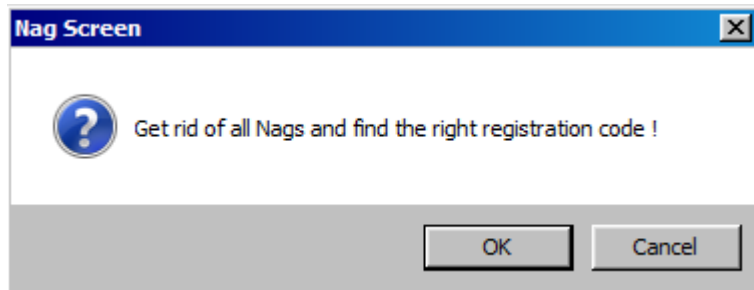 Nag Screen
Get rid of all Nags and find the right registration code !
OK Cancel